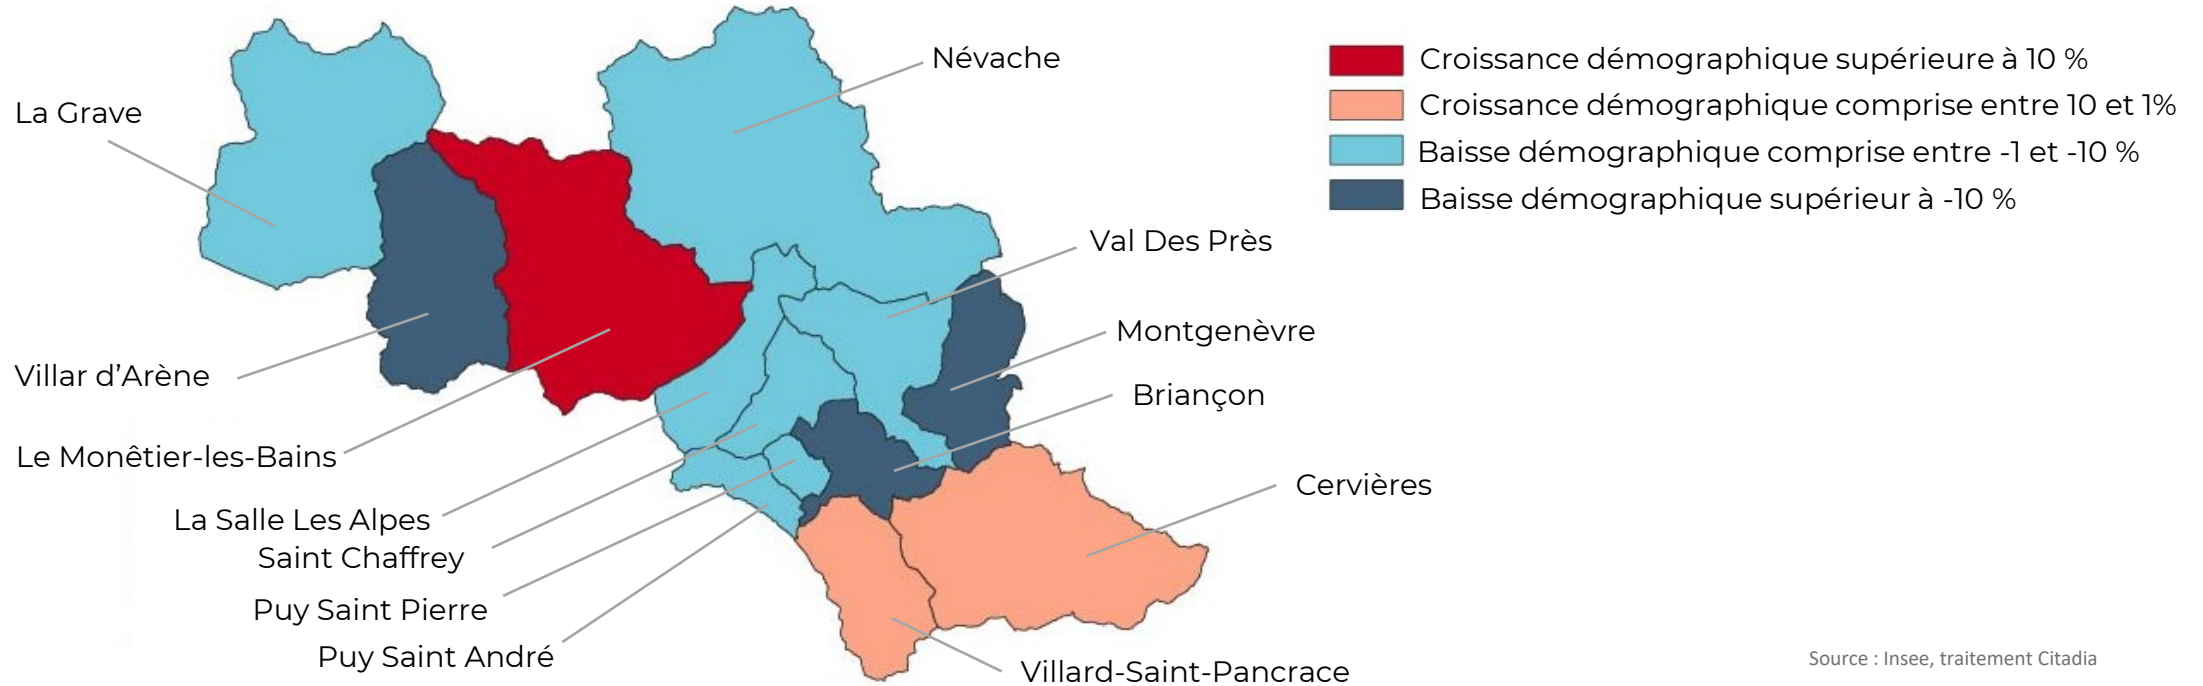 Névache
Croissance démographique supérieure à 10 %
La Grave
Croissance démographique comprise entre 10 et 1%
Baisse démographique comprise entre -1 et -10 %
Baisse démographique supérieur à -10 %
Val Des Près
Montgenèvre
Villar d’Arène
Briançon
Le Monêtier-les-Bains
Cervières
La Salle Les Alpes
Saint Chaffrey
Puy Saint Pierre
Puy Saint André
Villard-Saint-Pancrace
Source : Insee, traitement Citadia